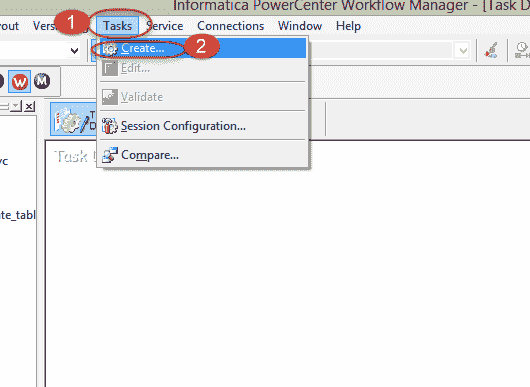 Informatica PowerCenter Workflow Manager - [Task D
out Vers Tasks Service Connections Window Help
1
Create...
2
Edit...
W M
Validate
Session Configuration...
Compare...
Task
vc
te_tabl